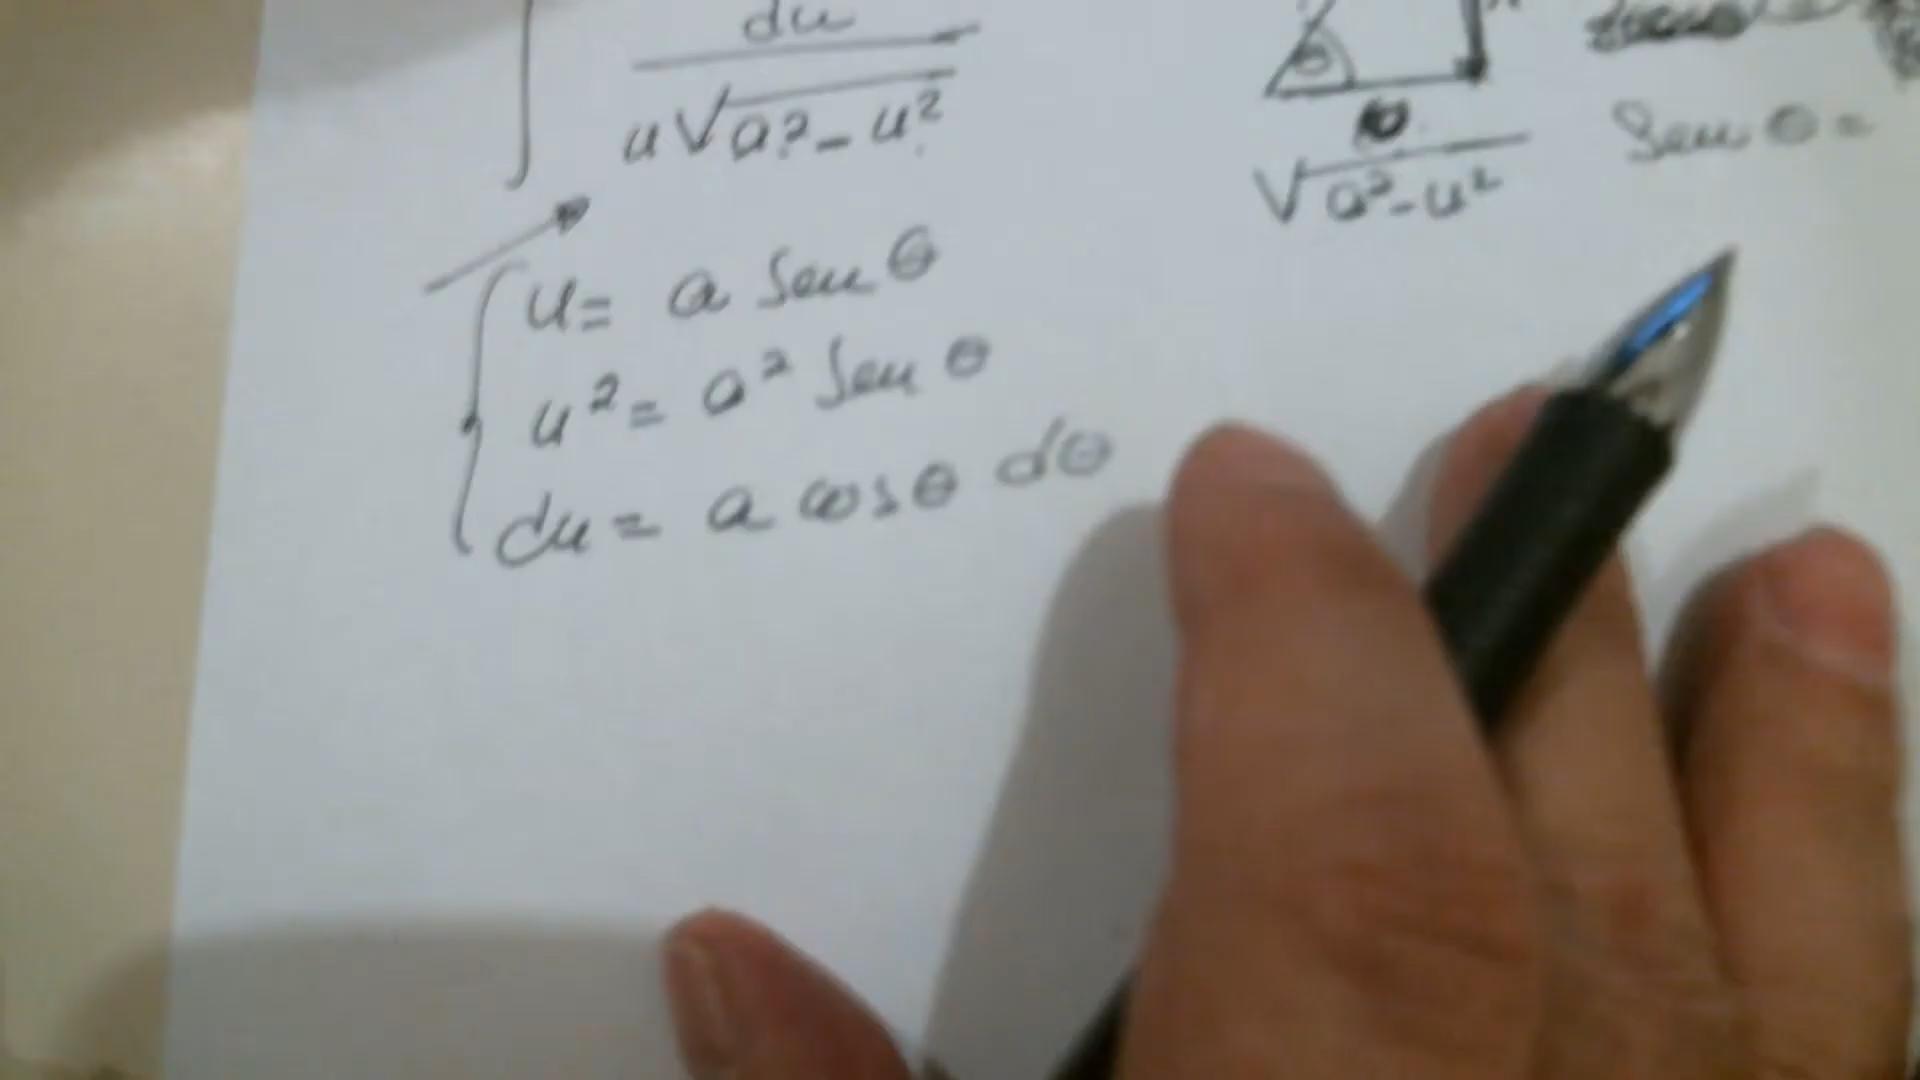 ∫ du / u√a²-u²
√a²-u²
Sen θ =
u = a Sen θ
u² = a² Sen θ
du = a cos θ dθ